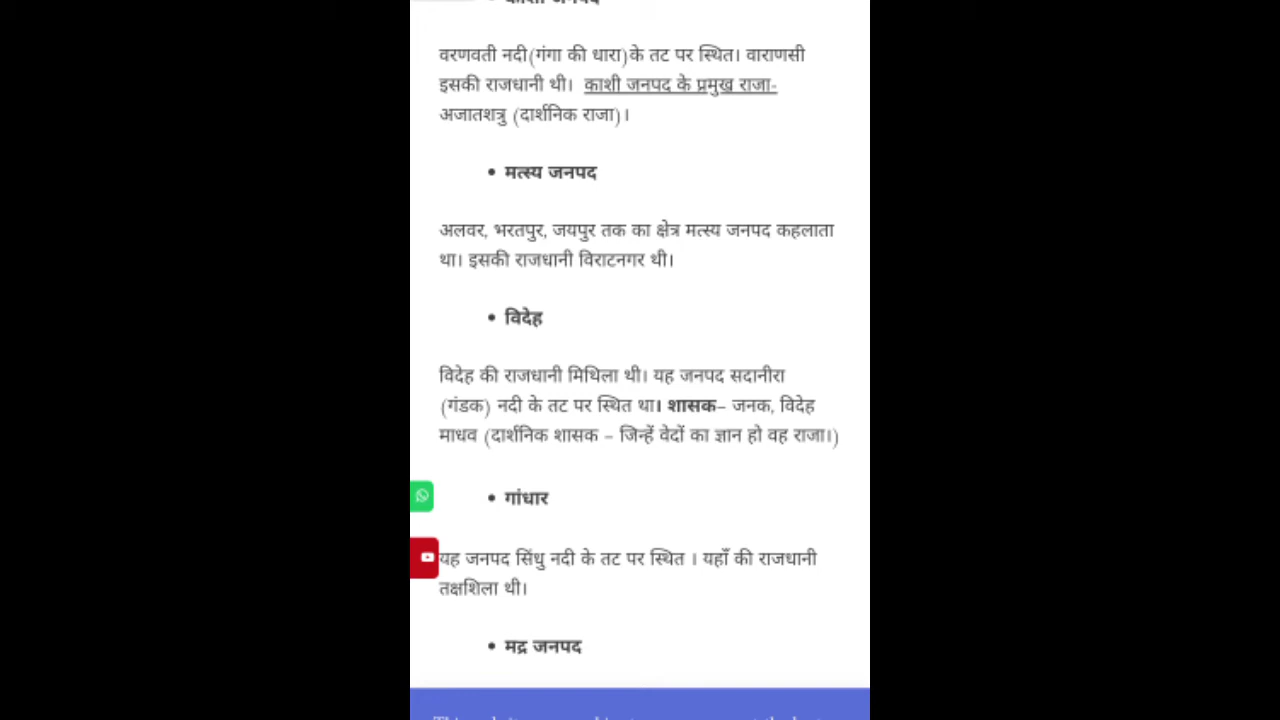 काशी जनपद
वरणवती नदी(गंगा की धारा)के तट पर स्थित। वाराणसी
इसकी राजधानी थी। काशी जनपद के प्रमुख राजा-
अजातशत्रु (दार्शनिक राजा)।
• मत्स्य जनपद
अलवर, भरतपुर, जयपुर तक का क्षेत्र मत्स्य जनपद कहलाता
था। इसकी राजधानी विराटनगर थी।
• विदेह
विदेह की राजधानी मिथिला थी। यह जनपद सदानीरा
(गंडक) नदी के तट पर स्थित था। शासक– जनक, विदेह
माधव (दार्शनिक शासक – जिन्हें वेदों का ज्ञान हो वह राजा।)
• गांधार
यह जनपद सिंधु नदी के तट पर स्थित । यहाँ की राजधानी
तक्षशिला थी।
• मद्र जनपद